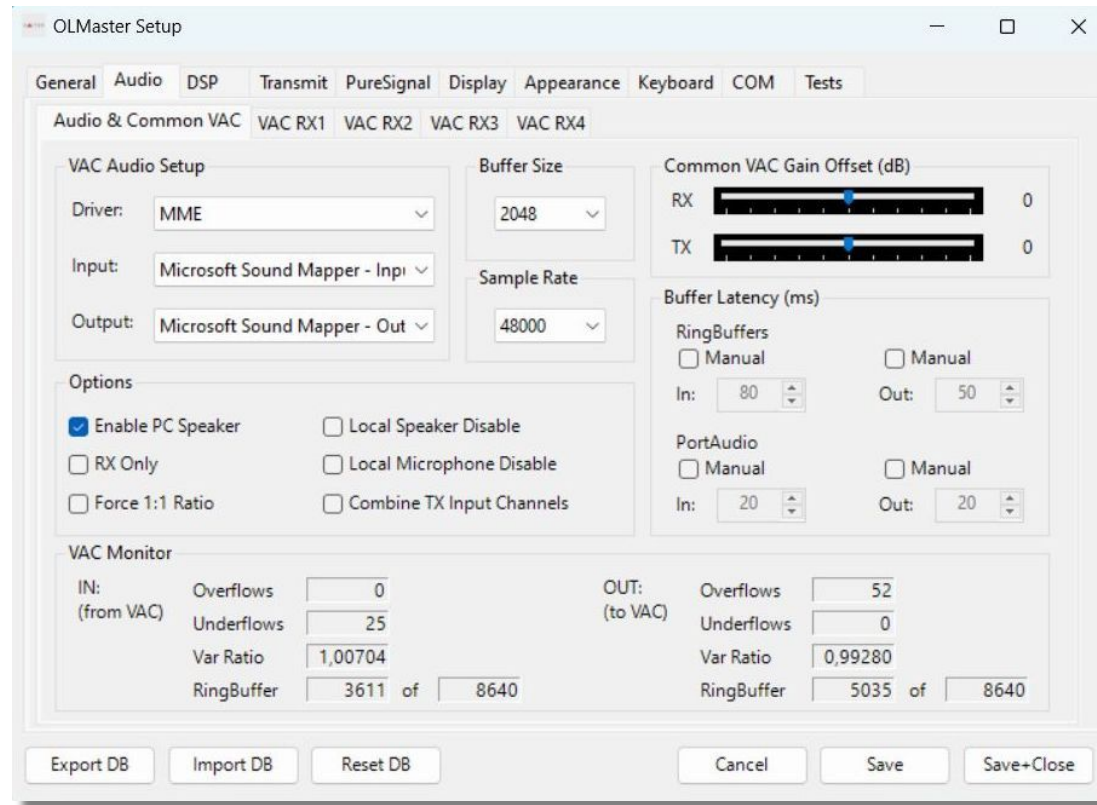 OLMaster Setup
General Audio DSP Transmit PureSignal Display Appearance Keyboard COM Tests
Audio & Common VAC VAC RX1 VAC RX2 VAC RX3 VAC RX4
VAC Audio Setup
Driver: MME
Input: Microsoft Sound Mapper - Inpu
Output: Microsoft Sound Mapper - Out
Buffer Size
2048
Sample Rate
48000
Common VAC Gain Offset (dB)
RX 0
TX 0
Buffer Latency (ms)
RingBuffers
Manual Manual
In: 80 Out: 50
PortAudio
Manual Manual
In: 20 Out: 20
Options
Enable PC Speaker Local Speaker Disable
RX Only Local Microphone Disable
Force 1:1 Ratio Combine TX Input Channels
VAC Monitor
IN: Overflows 0 OUT: Overflows 52
(from VAC) Underflows 25 (to VAC) Underflows 0
Var Ratio 1,00704 Var Ratio 0,99280
RingBuffer 3611 of 8640 RingBuffer 5035 of 8640
Export DB Import DB Reset DB Cancel Save Save+Close